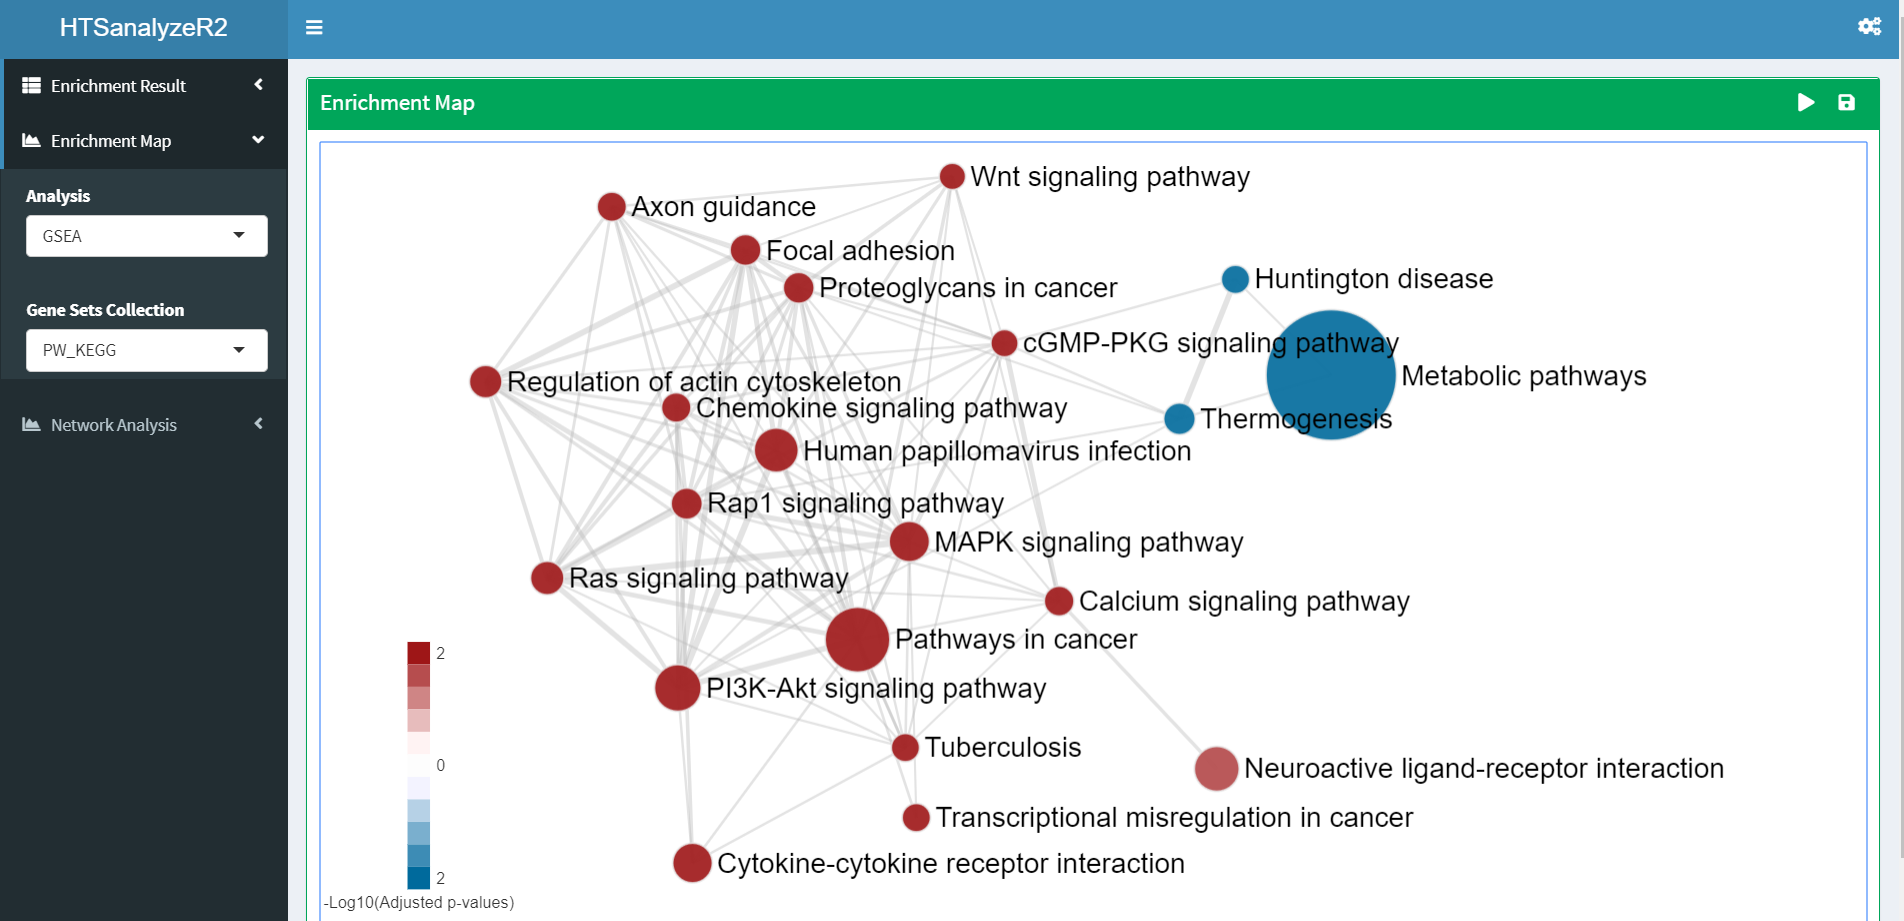 HTSanalyzeR2
Enrichment Result
Enrichment Map
Analysis
GSEA
Gene Sets Collection
PW_KEGG
Network Analysis
Enrichment Map
Wnt signaling pathway
Axon guidance
Focal adhesion
Huntington disease
Proteoglycans in cancer
cGMP-PKG signaling pathway
Metabolic pathways
Regulation of actin cytoskeleton
Chemokine signaling pathway
Thermogenesis
Human papillomavirus infection
Rap1 signaling pathway
MAPK signaling pathway
Ras signaling pathway
Calcium signaling pathway
Pathways in cancer
2
PI3K-Akt signaling pathway
Tuberculosis
0
Neuroactive ligand-receptor interaction
Transcriptional misregulation in cancer
Cytokine-cytokine receptor interaction
2
-Log10(Adjusted p-values)